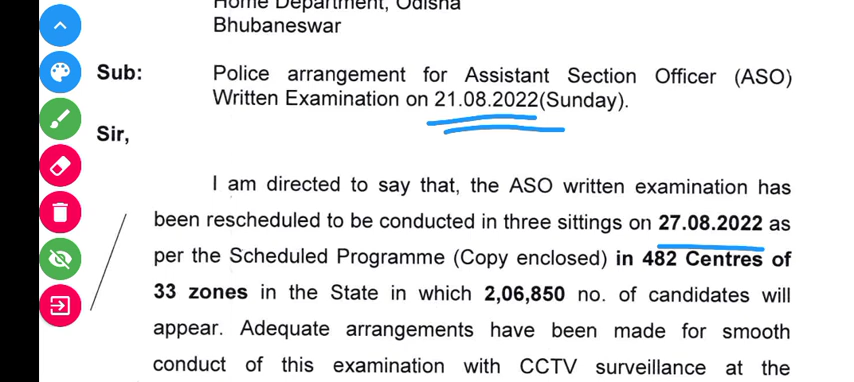 Home Department, Odisha
Bhubaneswar
Sub: Police arrangement for Assistant Section Officer (ASO)
Written Examination on 21.08.2022(Sunday).
Sir,
I am directed to say that, the ASO written examination has
been rescheduled to be conducted in three sittings on 27.08.2022 as
per the Scheduled Programme (Copy enclosed) in 482 Centres of
33 zones in the State in which 2,06,850 no. of candidates will
appear. Adequate arrangements have been made for smooth
conduct of this examination with CCTV surveillance at the